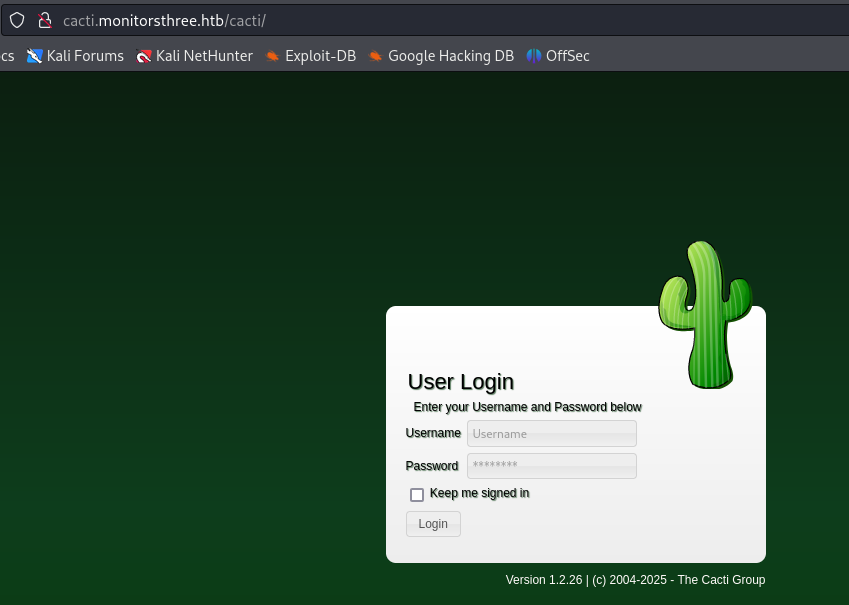 cacti.monitorsthree.htb/cacti/
cs Kali Forums Kali NetHunter Exploit-DB Google Hacking DB OffSec
User Login
Enter your Username and Password below
Username Username
Password ********
Keep me signed in
Login
Version 1.2.26 | (c) 2004-2025 - The Cacti Group